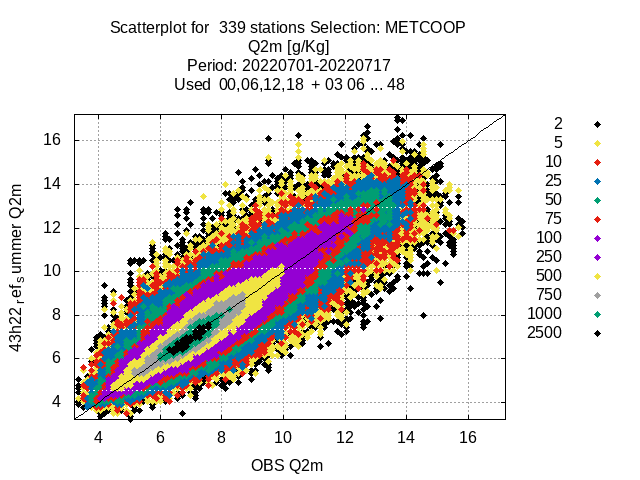 Scatterplot for  339 stations Selection: METCOOP
Q2m [g/Kg]
Period: 20220701-20220717
Used  00,06,12,18  + 03 06 ... 48
43h22_ref_summer Q2m
16
14
12
10
8
6
4
4 6 8 10 12 14 16
OBS Q2m
2
5
10
25
50
75
100
250
500
750
1000
2500